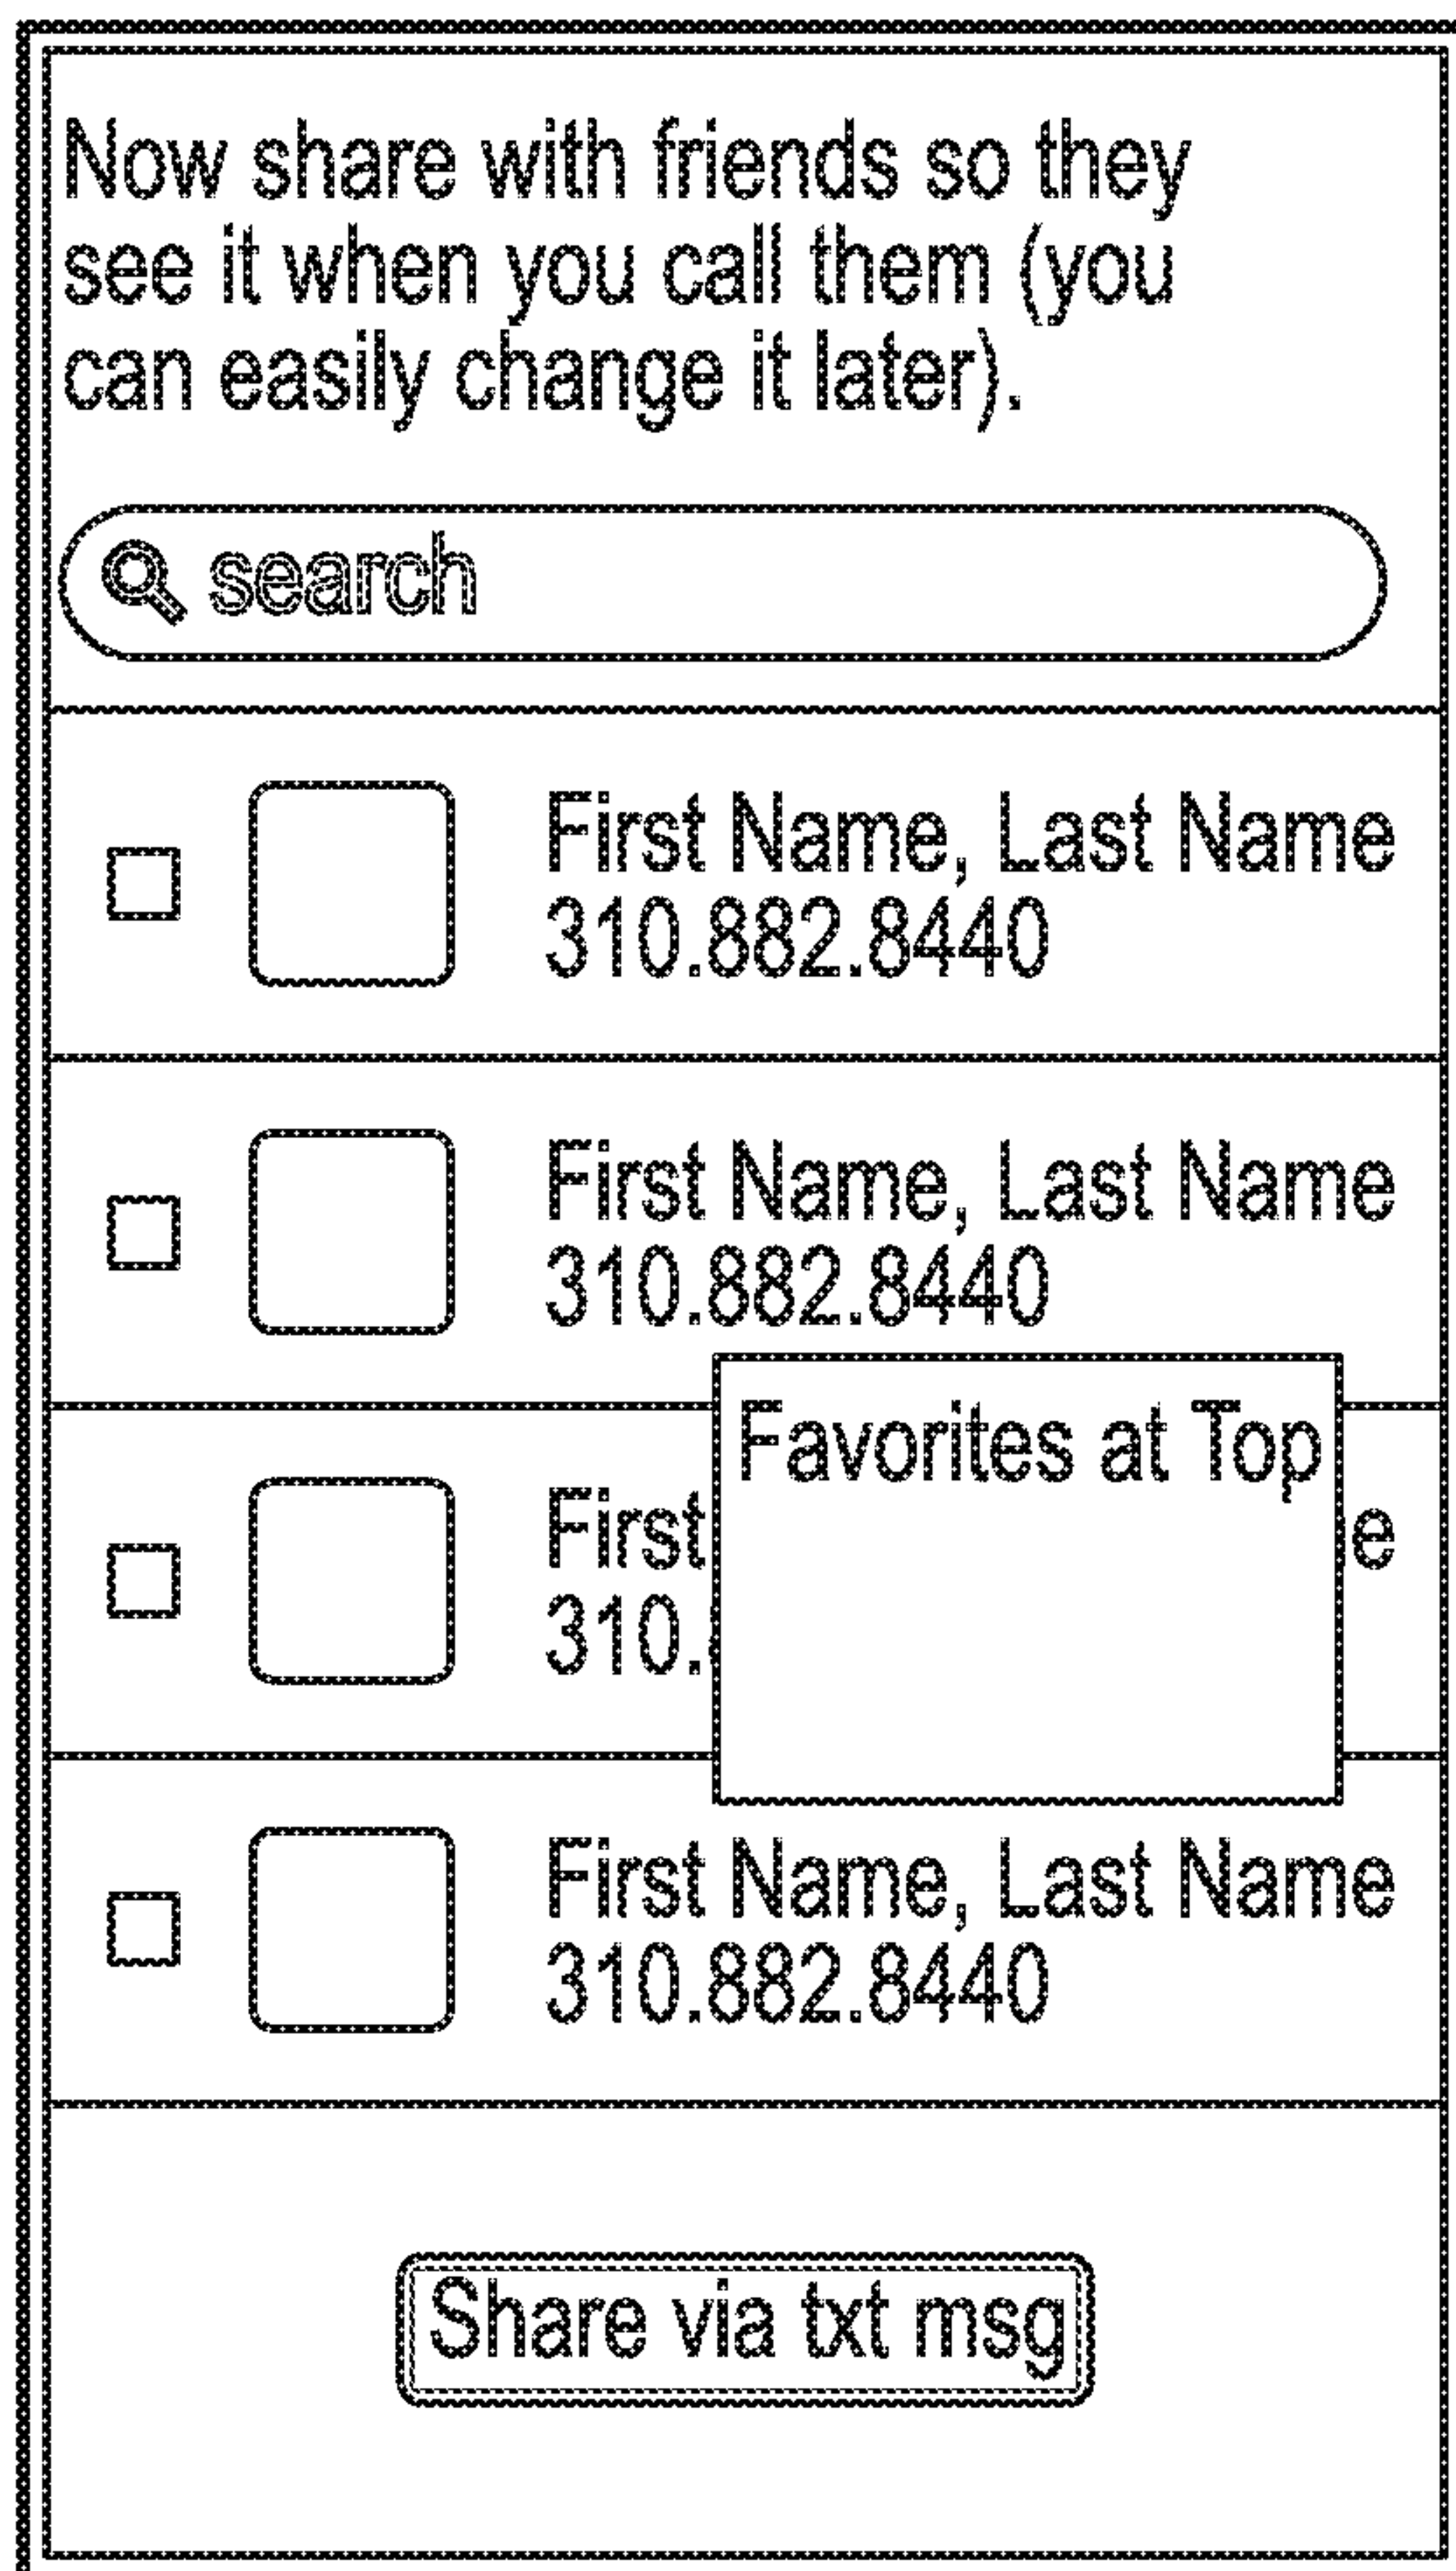 Now share with friends so they
see it when you call them (you
can easily change it later).
search
First Name, Last Name
310.882.8440
First Name, Last Name
310.882.8440
Favorites at Top
First
e
310.
First Name, Last Name
310.882.8440
Share via txt msg